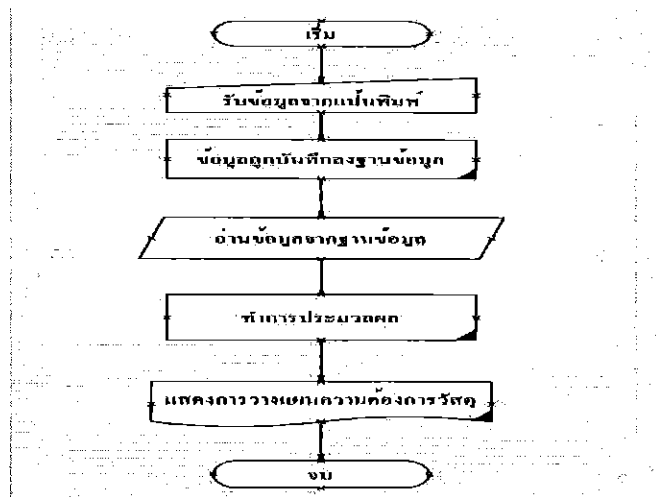 เริ่ม
รับข้อมูลจากแป้นพิมพ์
ข้อมูลถูกบันทึกลงฐานข้อมูล
อ่านข้อมูลจากฐานข้อมูล
ทำการประมวลผล
แสดงการวางแผนความต้องการวัสดุ
จบ